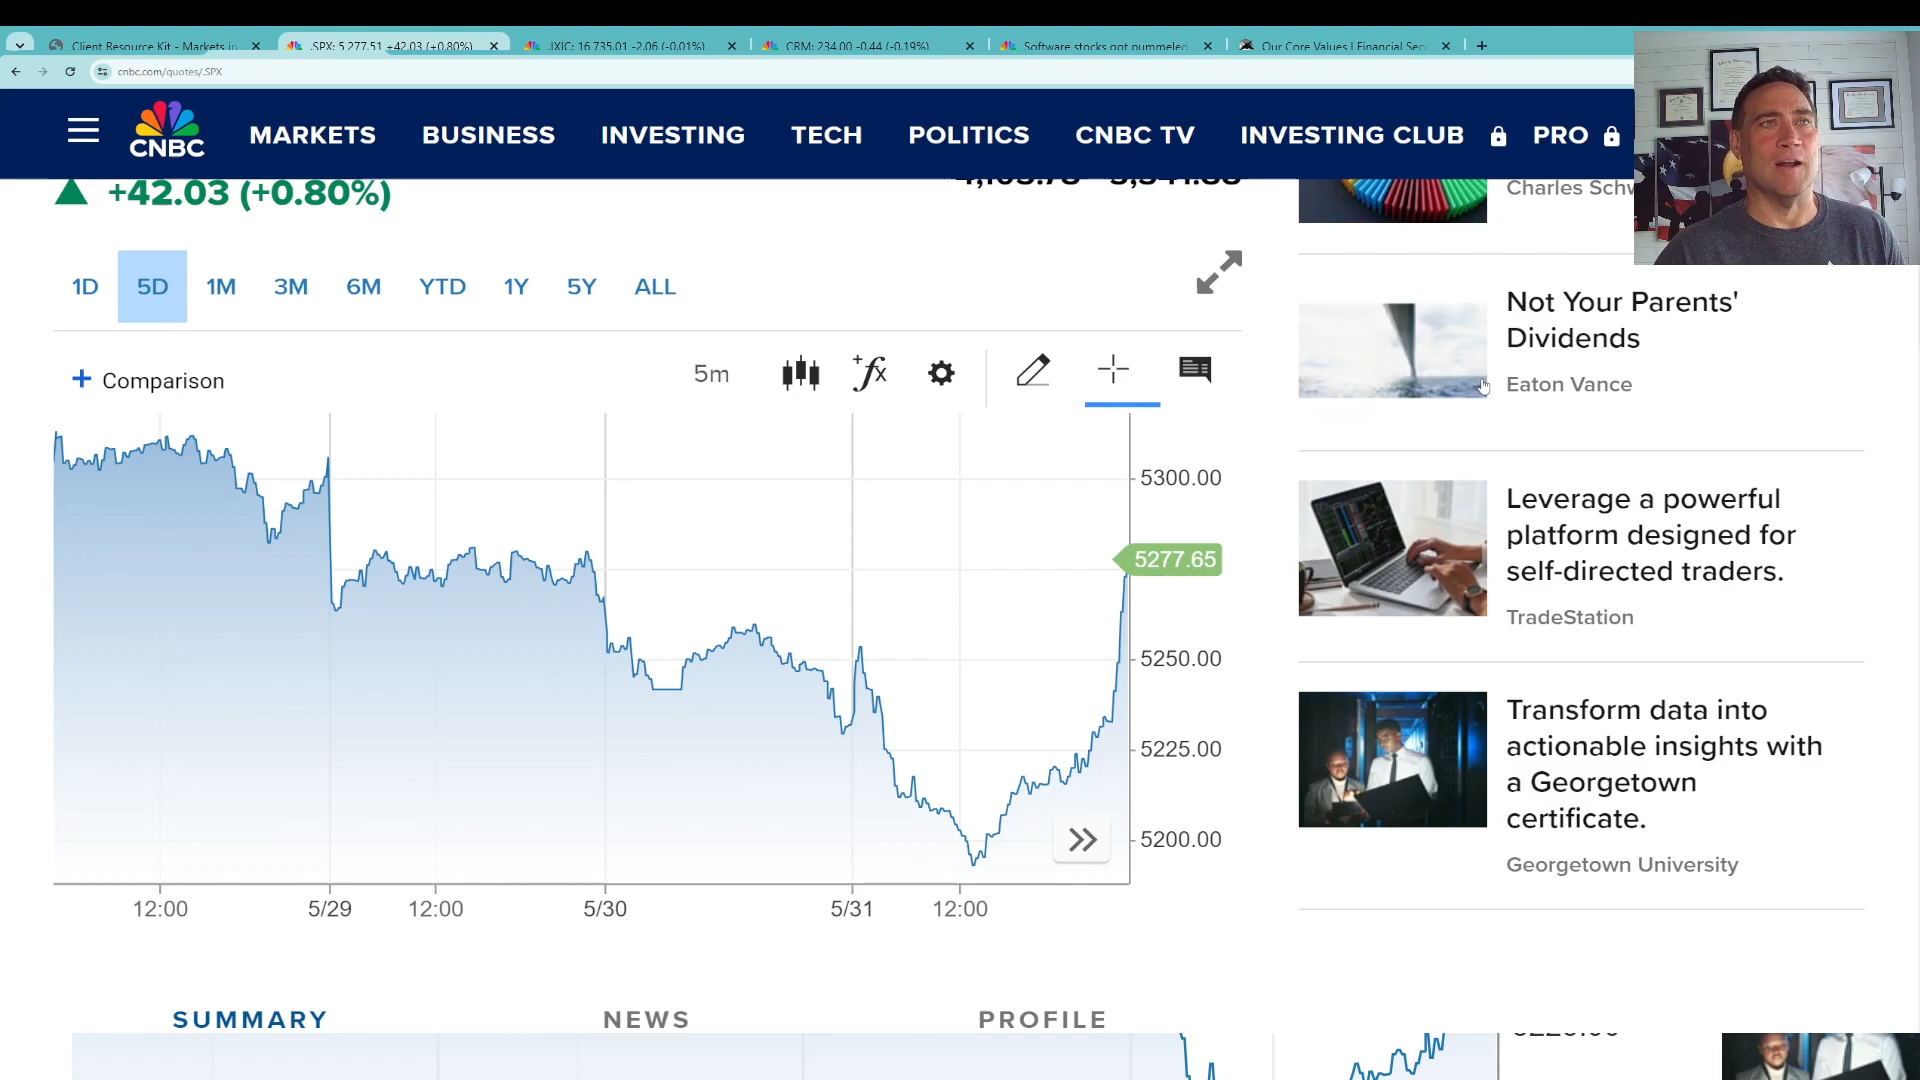 Client Resource Kit - Markets in
.SPX: 5,277.51 +42.03 (+0.80%)
.IXIC: 16,735.01 -2.06 (-0.01%)
CRM: 234.00 -0.44 (-0.19%)
Software stocks got pummeled
Our Core Values | Financial Serv
cnbc.com/quotes/.SPX
CNBC
MARKETS
BUSINESS
INVESTING
TECH
POLITICS
CNBC TV
INVESTING CLUB
PRO
+42.03 (+0.80%)
Charles Schw
1D
5D
1M
3M
6M
YTD
1Y
5Y
ALL
Not Your Parents'
Dividends
Eaton Vance
+ Comparison
5m
+fx
5300.00
5277.65
5250.00
5225.00
5200.00
12:00
5/29
12:00
5/30
5/31
12:00
Leverage a powerful
platform designed for
self-directed traders.
TradeStation
Transform data into
actionable insights with
a Georgetown
certificate.
Georgetown University
SUMMARY
NEWS
PROFILE